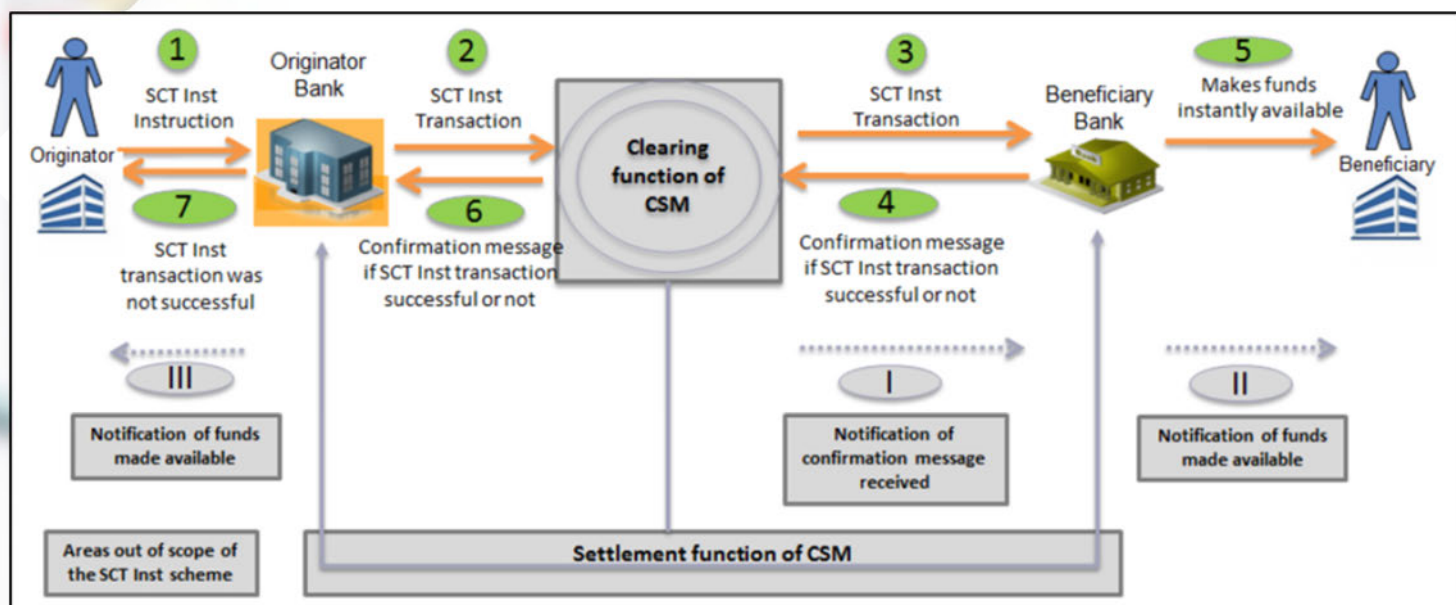 1
SCT Inst
Instruction
Originator
Originator
Bank
2
SCT Inst
Transaction
Clearing
function of
CSM
3
SCT Inst
Transaction
Beneficiary
Bank
5
Makes funds
instantly available
Beneficiary
7
SCT Inst
transaction was
not successful
6
Confirmation message
if SCT Inst transaction
successful or not
4
Confirmation message
if SCT Inst transaction
successful or not
III
Notification of funds
made available
I
Notification of
confirmation message
received
II
Notification of funds
made available
Areas out of scope of
the SCT Inst scheme
Settlement function of CSM